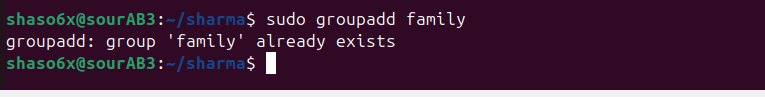 shaso6x@sourAB3:~/sharma$ sudo groupadd family
groupadd: group 'family' already exists
shaso6x@sourAB3:~/sharma$